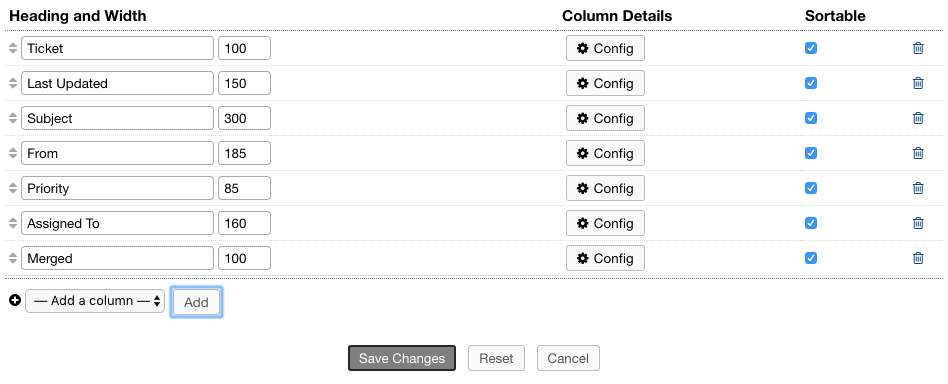 Heading and Width Column Details Sortable
Ticket 100 Config
Last Updated 150 Config
Subject 300 Config
From 185 Config
Priority 85 Config
Assigned To 160 Config
Merged 100 Config
— Add a column — Add
Save Changes Reset Cancel